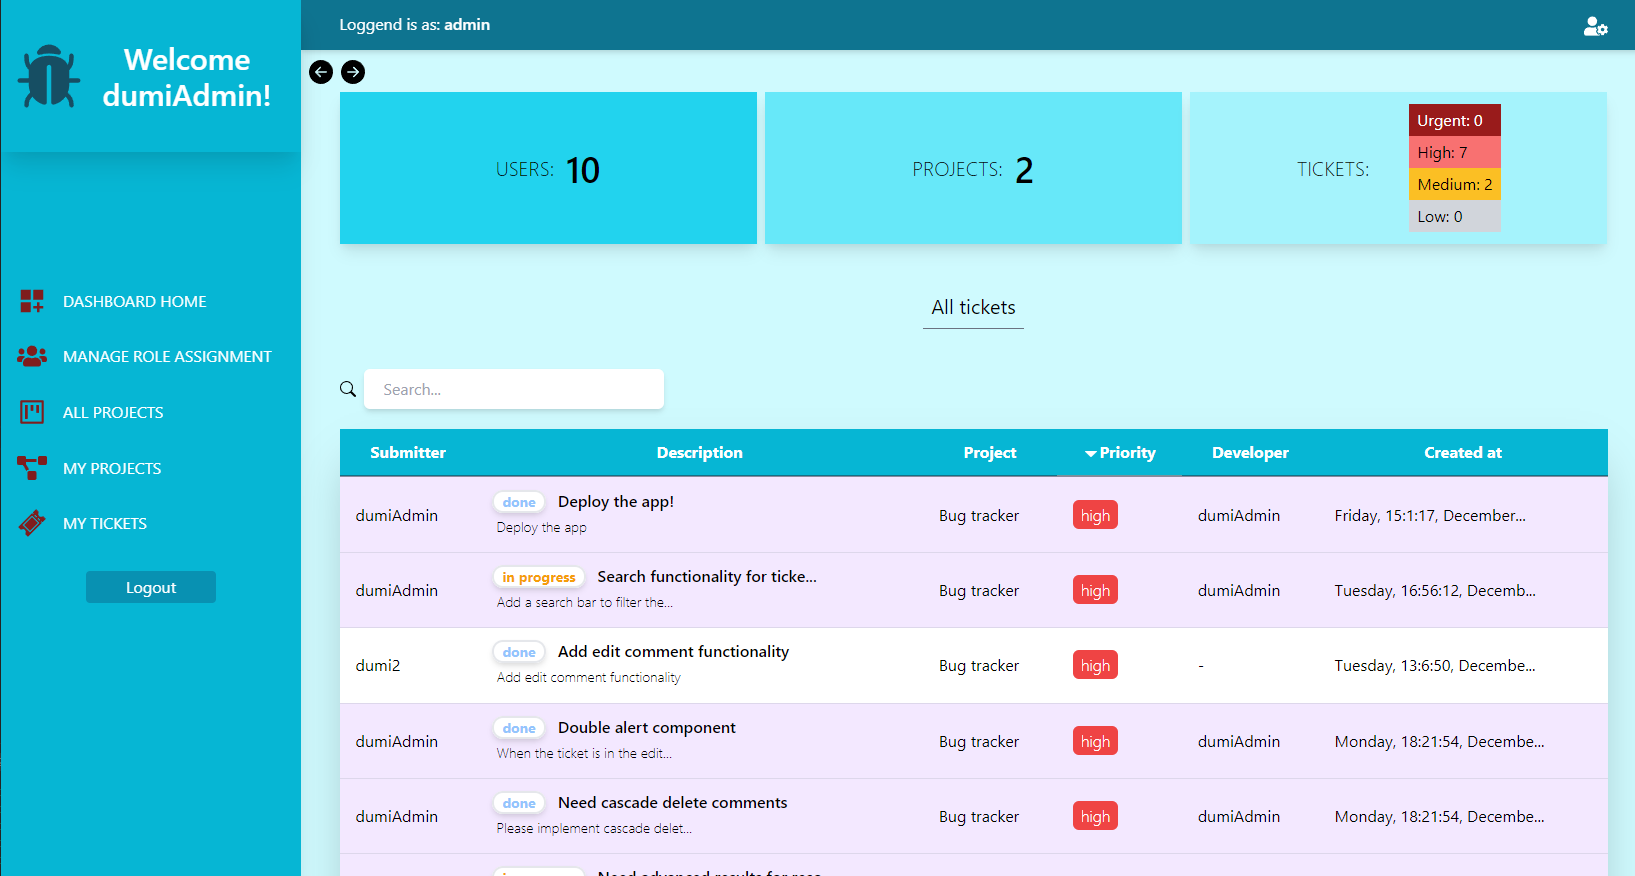 Welcome
dumiAdmin!
DASHBOARD HOME
MANAGE ROLE ASSIGNMENT
ALL PROJECTS
MY PROJECTS
MY TICKETS
Logout
Loggend is as: admin
USERS: 10
PROJECTS: 2
TICKETS:
Urgent: 0
High: 7
Medium: 2
Low: 0
All tickets
Search...
Submitter Description Project Priority Developer Created at
dumiAdmin done Deploy the app! Bug tracker high dumiAdmin Friday, 15:1:17, December...
Deploy the app
dumiAdmin in progress Search functionality for ticke... Bug tracker high dumiAdmin Tuesday, 16:56:12, Decemb...
Add a search bar to filter the...
dumi2 done Add edit comment functionality Bug tracker high - Tuesday, 13:6:50, Decembe...
Add edit comment functionality
dumiAdmin done Double alert component Bug tracker high dumiAdmin Monday, 18:21:54, Decembe...
When the ticket is in the edit...
dumiAdmin done Need cascade delete comments Bug tracker high dumiAdmin Monday, 18:21:54, Decembe...
Please implement cascade delet...
Need advanced results for